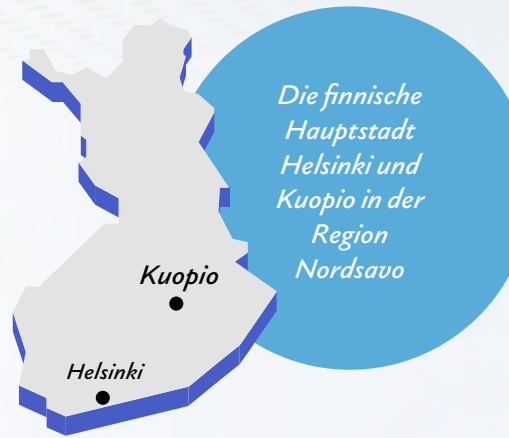 Die finnische
Hauptstadt
Helsinki und
Kuopio in der
Region
Nordsavo
Kuopio
Helsinki